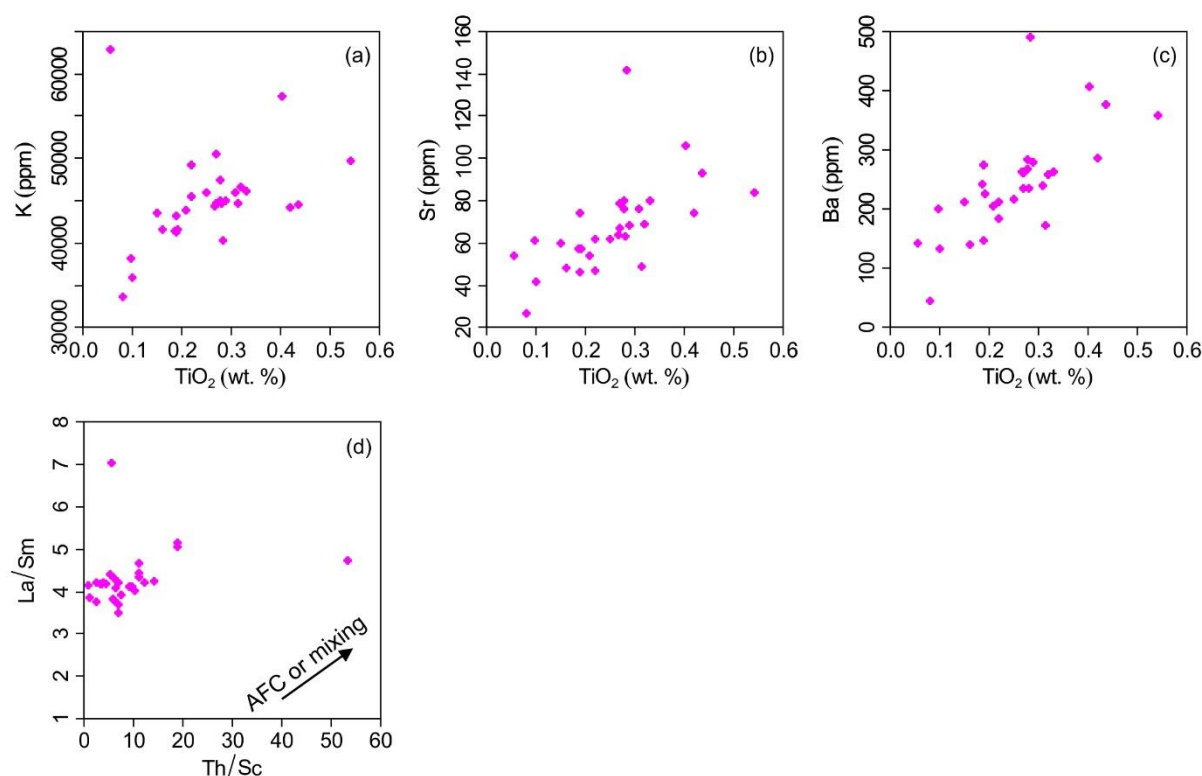 (a)
K (ppm)
30000 40000 50000 60000
0.0 0.1 0.2 0.3 0.4 0.5 0.6
TiO₂ (wt. %)
(b)
Sr (ppm)
20 40 60 80 100 120 140 160
0.0 0.1 0.2 0.3 0.4 0.5 0.6
TiO₂ (wt. %)
(c)
Ba (ppm)
0 100 200 300 400 500
0.0 0.1 0.2 0.3 0.4 0.5 0.6
TiO₂ (wt. %)
(d)
La/Sm
1 2 3 4 5 6 7 8
AFC or mixing
0 10 20 30 40 50 60
Th/Sc